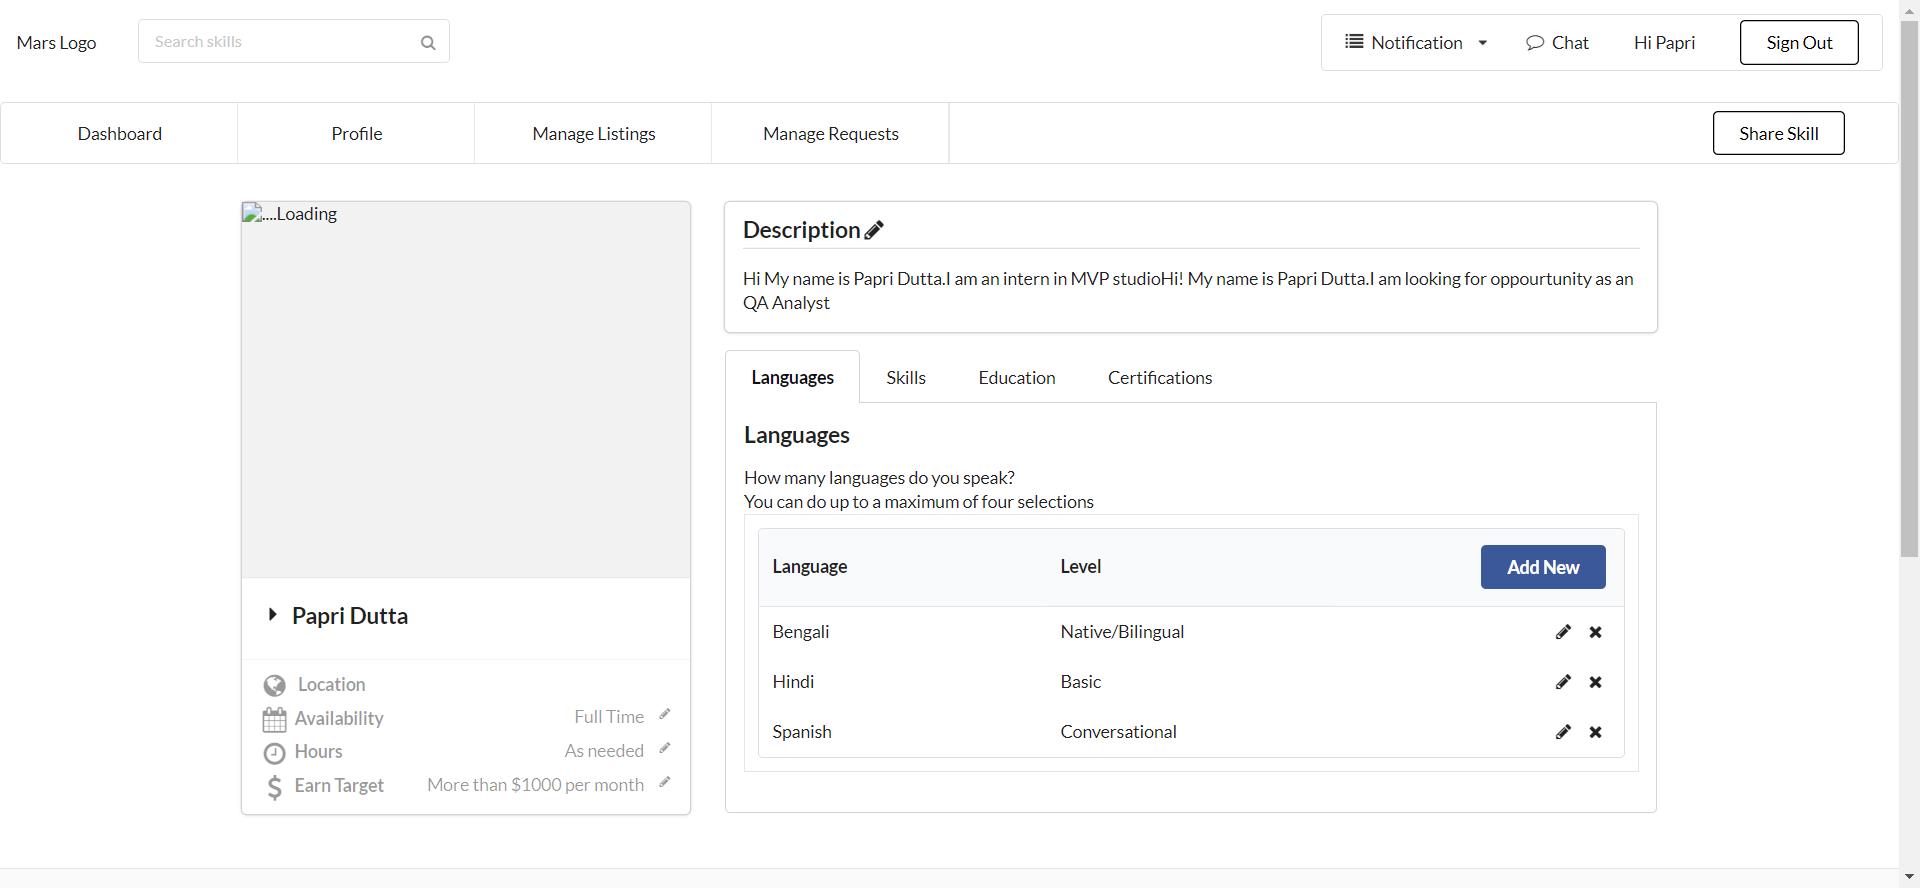 Mars Logo
Search skills
Notification
Chat
Hi Papri
Sign Out
Dashboard
Profile
Manage Listings
Manage Requests
Share Skill
....Loading
Papri Dutta
Location
Availability Full Time
Hours As needed
Earn Target More than $1000 per month
Description
Hi My name is Papri Dutta.I am an intern in MVP studioHi! My name is Papri Dutta.I am looking for oppourtunity as an
QA Analyst
Languages
Skills
Education
Certifications
Languages
How many languages do you speak?
You can do up to a maximum of four selections
Language Level Add New
Bengali Native/Bilingual
Hindi Basic
Spanish Conversational